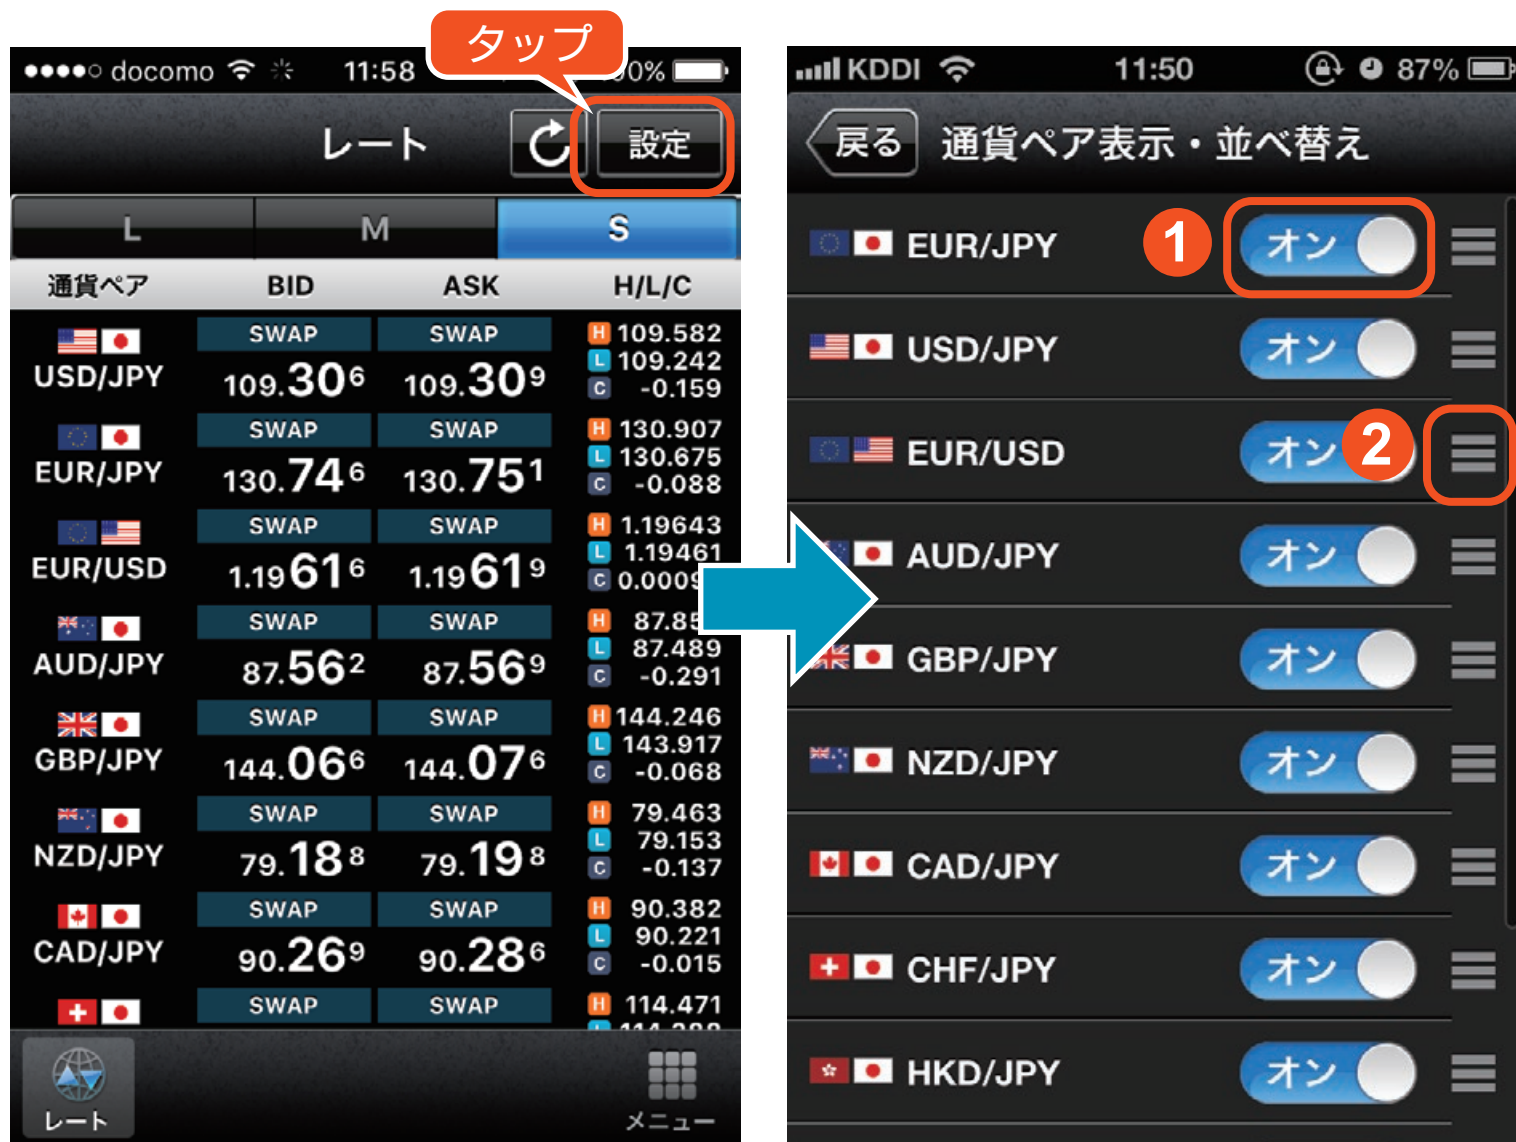 タップ
●●●●○ docomo 11:58 00%
レート 設定
L M S
通貨ペア BID ASK H/L/C
SWAP SWAP H 109.582
USD/JPY 109.306 109.309 L 109.242
C -0.159
SWAP SWAP H 130.907
EUR/JPY 130.746 130.751 L 130.675
C -0.088
SWAP SWAP H 1.19643
EUR/USD 1.19616 1.19619 L 1.19461
C 0.0009
SWAP SWAP H 87.85
AUD/JPY 87.562 87.569 L 87.489
C -0.291
SWAP SWAP H 144.246
GBP/JPY 144.066 144.076 L 143.917
C -0.068
SWAP SWAP H 79.463
NZD/JPY 79.188 79.198 L 79.153
C -0.137
SWAP SWAP H 90.382
CAD/JPY 90.269 90.286 L 90.221
C -0.015
SWAP SWAP H 114.471
レート メニュー
KDDI 11:50 87%
戻る 通貨ペア表示・並べ替え
EUR/JPY 1 オン
USD/JPY オン
EUR/USD オン 2
AUD/JPY オン
GBP/JPY オン
NZD/JPY オン
CAD/JPY オン
CHF/JPY オン
HKD/JPY オン